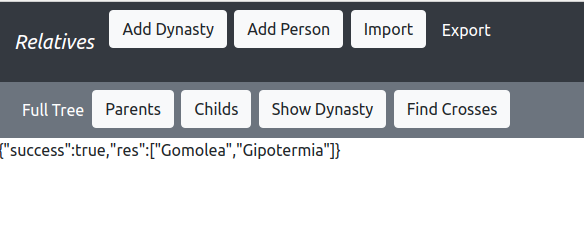 Relatives Add Dynasty Add Person Import Export
Full Tree Parents Childs Show Dynasty Find Crosses
{"success":true,"res":["Gomolea","Gipotermia"]}